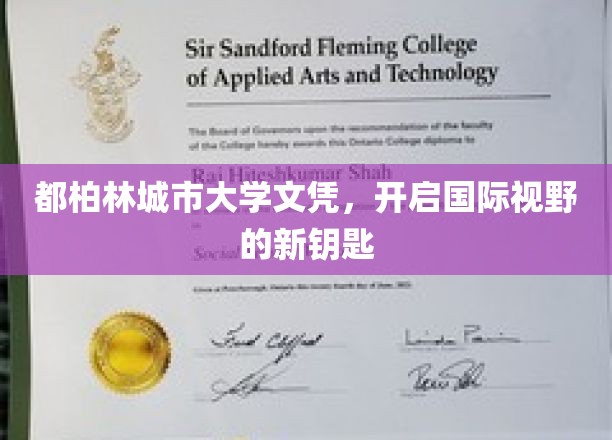 Sir Sandford Fleming College
of Applied Arts and Technology
The Board of Governors upon the recommendation of the faculty
of the College hereby awards this Ontario College diploma to
Raj Hiteshkumar Shah
都柏林城市大学文凭，开启国际视野
的新钥匙
Social